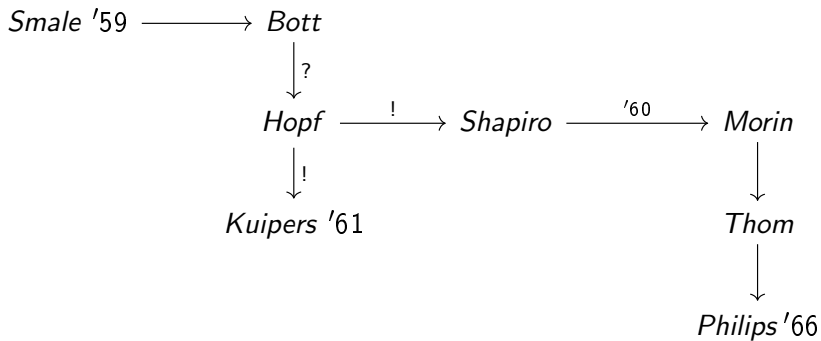 Smale '59 Bott
?
Hopf ! Shapiro '60 Morin
!
Kuipers '61 Thom
Philips '66